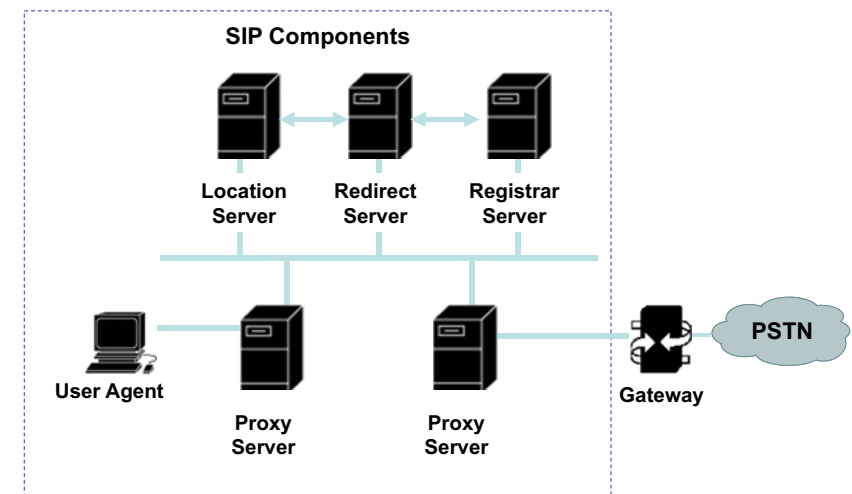 SIP Components
Location
Server
Redirect
Server
Registrar
Server
User Agent
Proxy
Server
Proxy
Server
Gateway
PSTN